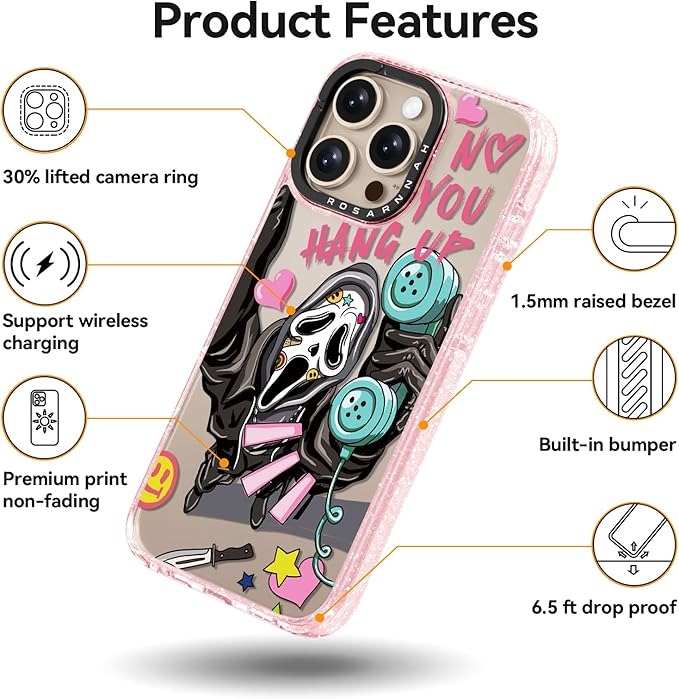 Product Features
30% lifted camera ring
Support wireless
charging
Premium print
non-fading
ROSARNNAH
NO
YOU
HANG UP
1.5mm raised bezel
Built-in bumper
6.5 ft drop proof